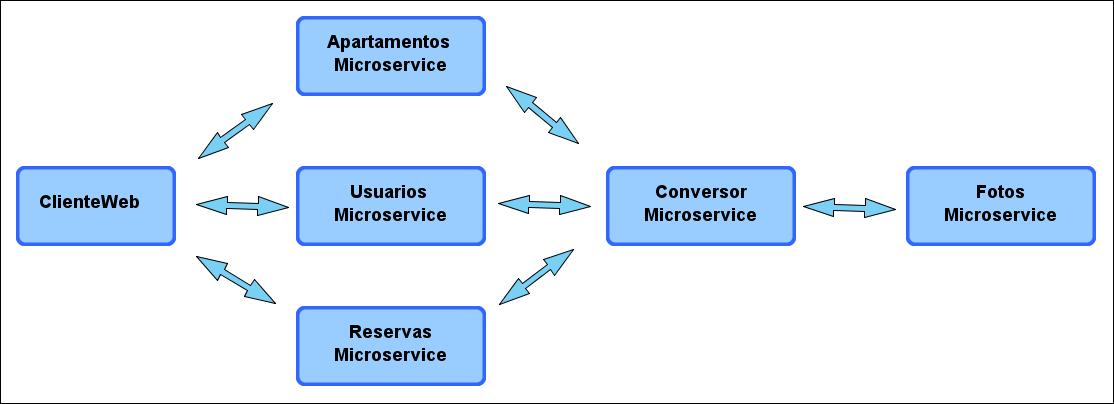 Apartamentos
Microservice
ClienteWeb
Usuarios
Microservice
Conversor
Microservice
Fotos
Microservice
Reservas
Microservice